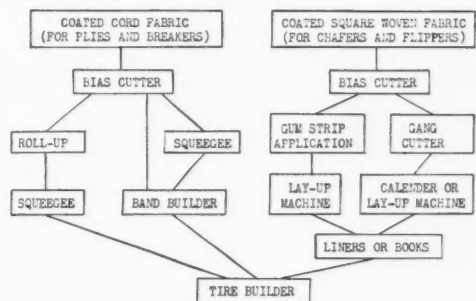 COATED CORD FABRIC
(FOR PLIES AND BREAKERS)
COATED SQUARE WOVEN FABRIC
(FOR CHAFERS AND FLIPPERS)
BIAS CUTTER
BIAS CUTTER
ROLL-UP
SQUEEGEE
GUM STRIP
APPLICATION
GANG
CUTTER
SQUEEGEE
BAND BUILDER
LAY-UP
MACHINE
CALENDER OR
LAY-UP MACHINE
LINERS OR BOOKS
TIRE BUILDER